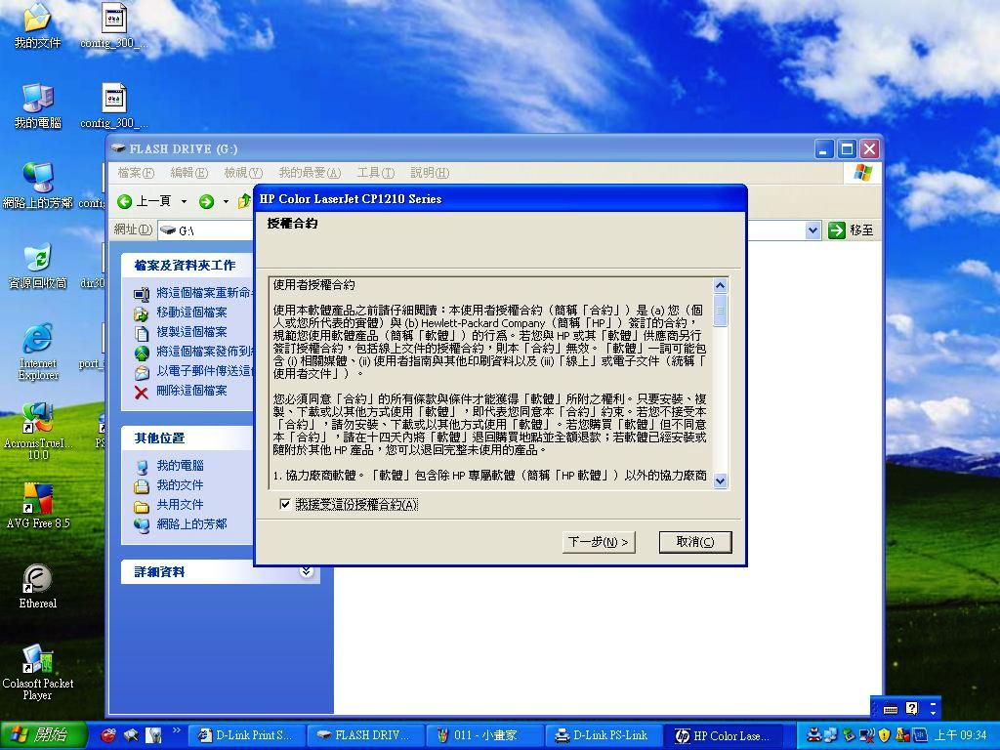 我的文件
config_300_...
我的電腦
config_300_...
網路上的芳鄰
資源回收筒
Internet
Explorer
AcronisTrueI...
10.0
AVG Free 8.5
Ethereal
Colasoft Packet
Player
FLASH DRIVE (G:)
檔案(F) 編輯(E) 檢視(V) 我的最愛(A) 工具(T) 說明(H)
上一頁
網址(D) G:\ 移至
檔案及資料夾工作
將這個檔案重新命
移動這個檔案
複製這個檔案
將這個檔案發佈到
以電子郵件傳送這
刪除這個檔案
其他位置
我的電腦
我的文件
共用文件
網路上的芳鄰
詳細資料
HP Color LaserJet CP1210 Series
授權合約
使用者授權合約
使用本軟體產品之前請仔細閱讀：本使用者授權合約（簡稱「合約」）是 (a) 您（個
人或您所代表的實體）與 (b) Hewlett-Packard Company（簡稱「HP」）簽訂的合約，
規範您使用軟體產品（簡稱「軟體」）的行為。若您與 HP 或其「軟體」供應商另行
簽訂授權合約，包括線上文件的授權合約，則本「合約」無效。「軟體」一詞可能包
含 (i) 相關媒體、(ii) 使用者指南與其他印刷資料以及 (iii)「線上」或電子文件（統稱「
使用者文件」）。
您必須同意「合約」的所有條款與條件才能獲得「軟體」所附之權利。只要安裝、複
製、下載或以其他方式使用「軟體」，即代表您同意本「合約」約束。若您不接受本
「合約」，請勿安裝、下載或以其他方式使用「軟體」。若您購買「軟體」但不同意
本「合約」，請在十四天內將「軟體」退回購買地點並全額退款；若軟體已經安裝或
隨附於其他 HP 產品，您可以退回完整未使用的產品。
1. 協力廠商軟體。「軟體」包含除 HP 專屬軟體（簡稱「HP 軟體」）以外的協力廠商
我接受這份授權合約(A)
下一步(N) > 取消(C)
開始 D-Link Print S... FLASH DRIV... 011 - 小畫家 D-Link PS-Link HP Color Lase... 上午 09:34